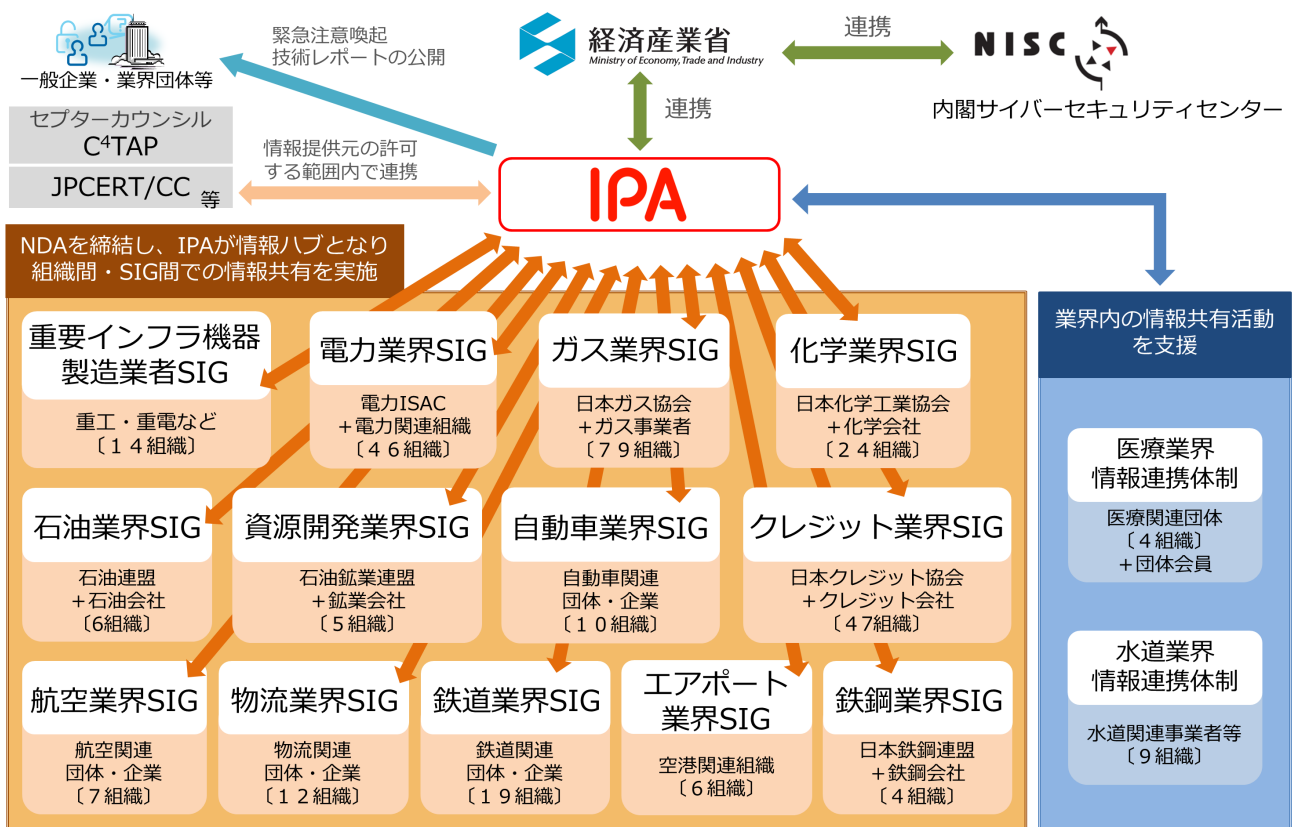 緊急注意喚起
技術レポートの公開
一般企業・業界団体等
経済産業省
Ministry of Economy, Trade and Industry
連携
NISC
内閣サイバーセキュリティセンター
連携
セプターカウンシル
C⁴TAP
JPCERT/CC 等
情報提供元の許可
する範囲内で連携
IPA
NDAを締結し、IPAが情報ハブとなり
組織間・SIG間での情報共有を実施
重要インフラ機器
製造業者SIG
重工・重電など
〔14組織〕
電力業界SIG
電力ISAC
＋電力関連組織
〔46組織〕
ガス業界SIG
日本ガス協会
＋ガス事業者
〔79組織〕
化学業界SIG
日本化学工業協会
＋化学会社
〔24組織〕
石油業界SIG
石油連盟
＋石油会社
〔6組織〕
資源開発業界SIG
石油鉱業連盟
＋鉱業会社
〔5組織〕
自動車業界SIG
自動車関連
団体・企業
〔10組織〕
クレジット業界SIG
日本クレジット協会
＋クレジット会社
〔47組織〕
航空業界SIG
航空関連
団体・企業
〔7組織〕
物流業界SIG
物流関連
団体・企業
〔12組織〕
鉄道業界SIG
鉄道関連
団体・企業
〔19組織〕
エアポート
業界SIG
空港関連組織
〔6組織〕
鉄鋼業界SIG
日本鉄鋼連盟
＋鉄鋼会社
〔4組織〕
業界内の情報共有活動
を支援
医療業界
情報連携体制
医療関連団体
〔4組織〕
＋団体会員
水道業界
情報連携体制
水道関連事業者等
〔9組織〕